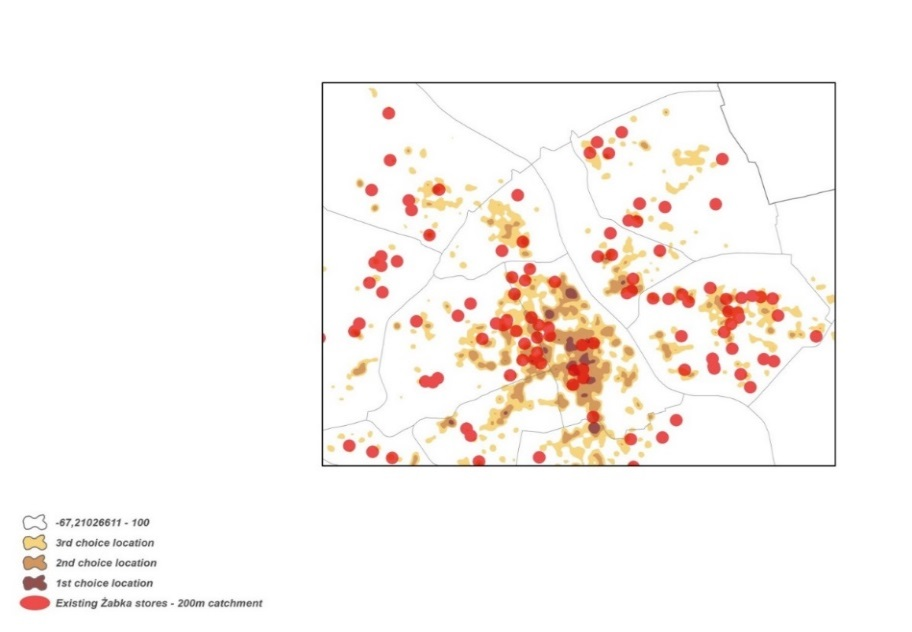 -67,21026611 - 100
3rd choice location
2nd choice location
1st choice location
Existing Żabka stores - 200m catchment